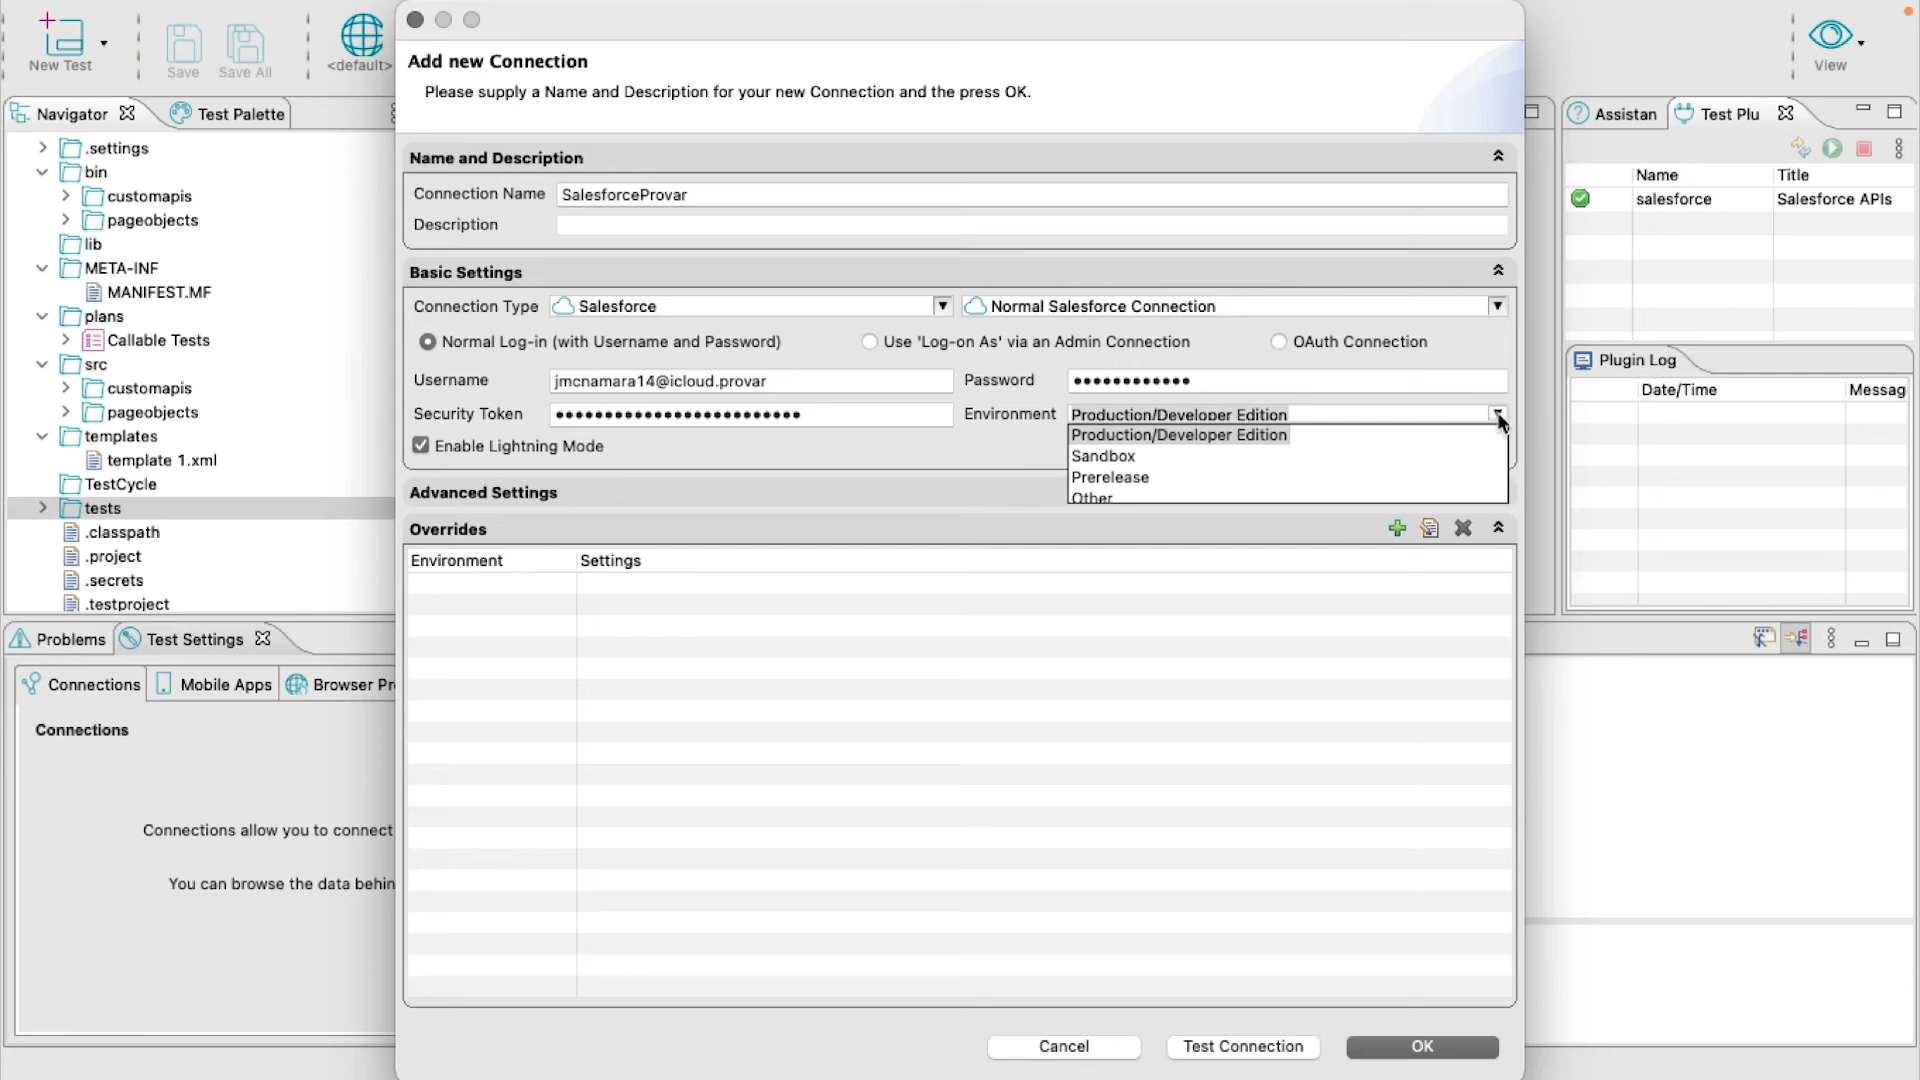 New Test
Save
Save All
<default>
View
Navigator
Test Palette
.settings
bin
customapis
pageobjects
lib
META-INF
MANIFEST.MF
plans
Callable Tests
src
customapis
pageobjects
templates
template 1.xml
TestCycle
tests
.classpath
.project
.secrets
.testproject
Problems
Test Settings
Connections
Mobile Apps
Browser Pr
Connections
Connections allow you to connect
You can browse the data behin
Add new Connection
Please supply a Name and Description for your new Connection and the press OK.
Name and Description
Connection Name SalesforceProvar
Description
Basic Settings
Connection Type Salesforce Normal Salesforce Connection
Normal Log-in (with Username and Password) Use 'Log-on As' via an Admin Connection OAuth Connection
Username jmcnamara14@icloud.provar Password ••••••••••••
Security Token ••••••••••••••••••••••••• Environment Production/Developer Edition
Production/Developer Edition
Sandbox
Prerelease
Other
Enable Lightning Mode
Advanced Settings
Overrides
Environment Settings
Cancel Test Connection OK
Assistan
Test Plu
Name Title
salesforce Salesforce APIs
Plugin Log
Date/Time Messag